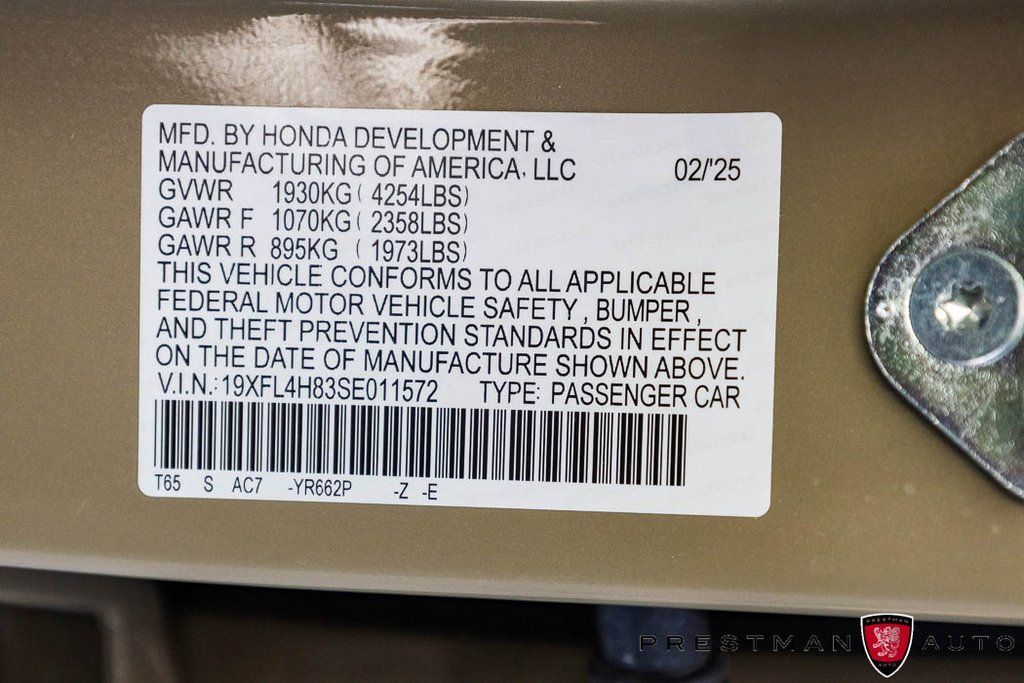 MFD. BY HONDA DEVELOPMENT &
MANUFACTURING OF AMERICA, LLC 02/'25
GVWR 1930KG ( 4254LBS)
GAWR F 1070KG ( 2358LBS)
GAWR R 895KG ( 1973LBS)
THIS VEHICLE CONFORMS TO ALL APPLICABLE
FEDERAL MOTOR VEHICLE SAFETY , BUMPER ,
AND THEFT PREVENTION STANDARDS IN EFFECT
ON THE DATE OF MANUFACTURE SHOWN ABOVE.
V.I.N.:19XFL4H83SE011572 TYPE: PASSENGER CAR
T65 S AC7 -YR662P -Z -E
PRESTMAN AUTO
PRESTMAN
AUTO